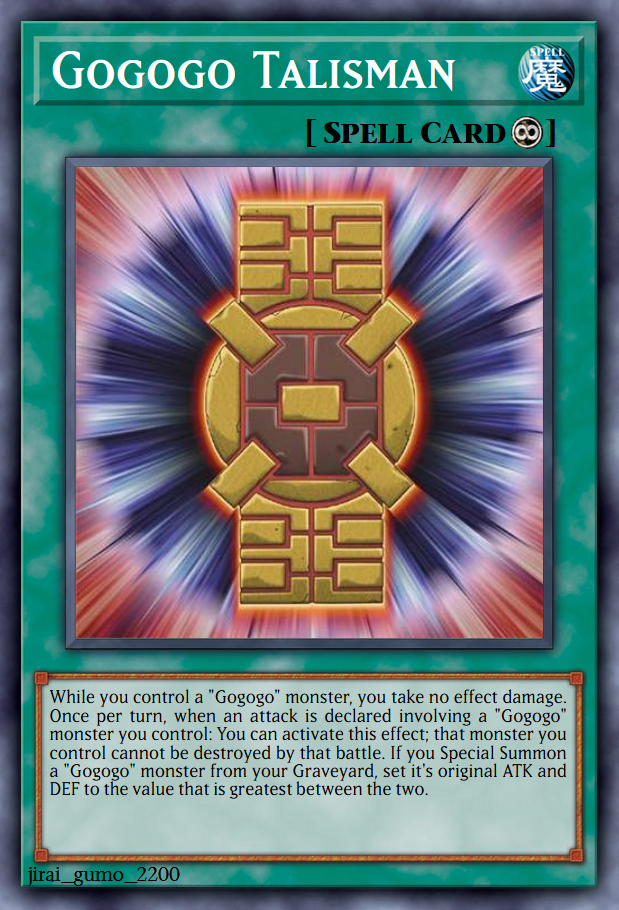 Gogogo Talisman
SPELL
魔
[ Spell Card ]
While you control a "Gogogo" monster, you take no effect damage.
Once per turn, when an attack is declared involving a "Gogogo"
monster you control: You can activate this effect; that monster you
control cannot be destroyed by that battle. If you Special Summon
a "Gogogo" monster from your Graveyard, set it's original ATK and
DEF to the value that is greatest between the two.
jirai_gumo_2200